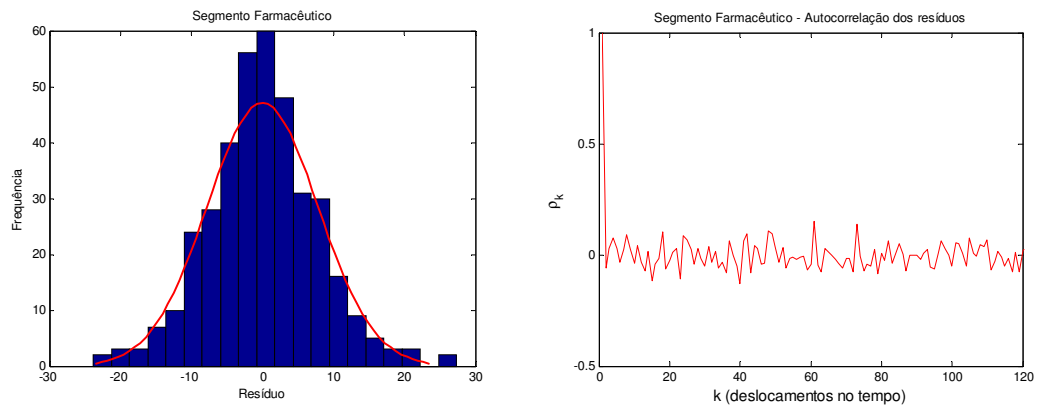 Segmento Farmacêutico
60
50
40
30
20
10
0
-30 -20 -10 0 10 20 30
Frequência
Resíduo
Segmento Farmacêutico - Autocorrelação dos resíduos
1
0.5
0
-0.5
0 20 40 60 80 100 120
ρk
k (deslocamentos no tempo)